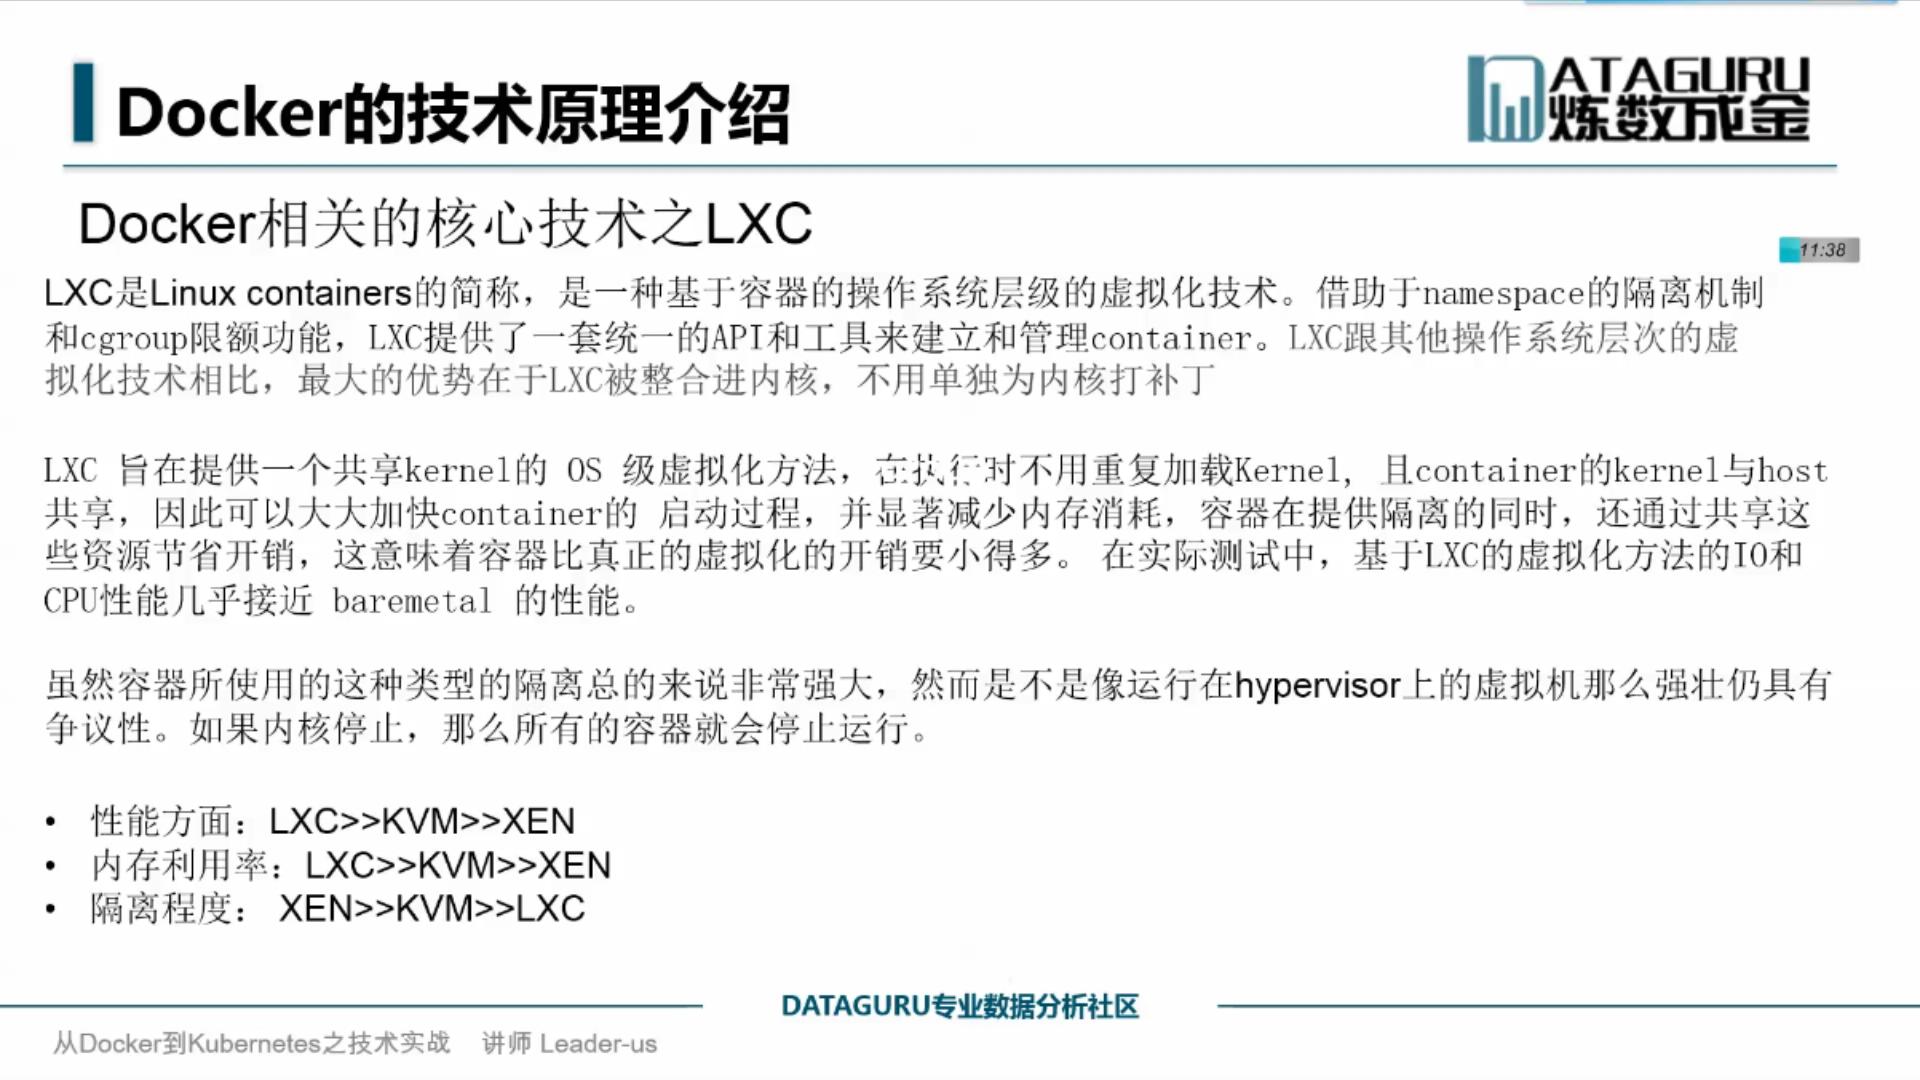 Docker的技术原理介绍
DATAGURU
炼数成金
Docker相关的核心技术之LXC
11:38
LXC是Linux containers的简称，是一种基于容器的操作系统层级的虚拟化技术。借助于namespace的隔离机制
和cgroup限额功能，LXC提供了一套统一的API和工具来建立和管理container。LXC跟其他操作系统层次的虚
拟化技术相比，最大的优势在于LXC被整合进内核，不用单独为内核打补丁
LXC 旨在提供一个共享kernel的 OS 级虚拟化方法，在执行时不用重复加载Kernel, 且container的kernel与host
共享，因此可以大大加快container的 启动过程，并显著减少内存消耗，容器在提供隔离的同时，还通过共享这
些资源节省开销，这意味着容器比真正的虚拟化的开销要小得多。 在实际测试中，基于LXC的虚拟化方法的IO和
CPU性能几乎接近 baremetal 的性能。
虽然容器所使用的这种类型的隔离总的来说非常强大，然而是不是像运行在hypervisor上的虚拟机那么强壮仍具有
争议性。如果内核停止，那么所有的容器就会停止运行。
• 性能方面：LXC>>KVM>>XEN
• 内存利用率：LXC>>KVM>>XEN
• 隔离程度： XEN>>KVM>>LXC
DATAGURU专业数据分析社区
从Docker到Kubernetes之技术实战 讲师 Leader-us